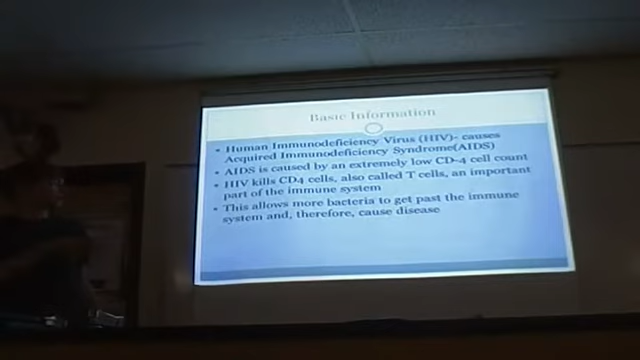 Basic Information
• Human Immunodeficiency Virus (HIV)- causes
Acquired Immunodeficiency Syndrome(AIDS)
• AIDS is caused by an extremely low CD-4 cell count
• HIV kills CD4 cells, also called T cells, an important
part of the immune system
• This allows more bacteria to get past the immune
system and, therefore, cause disease